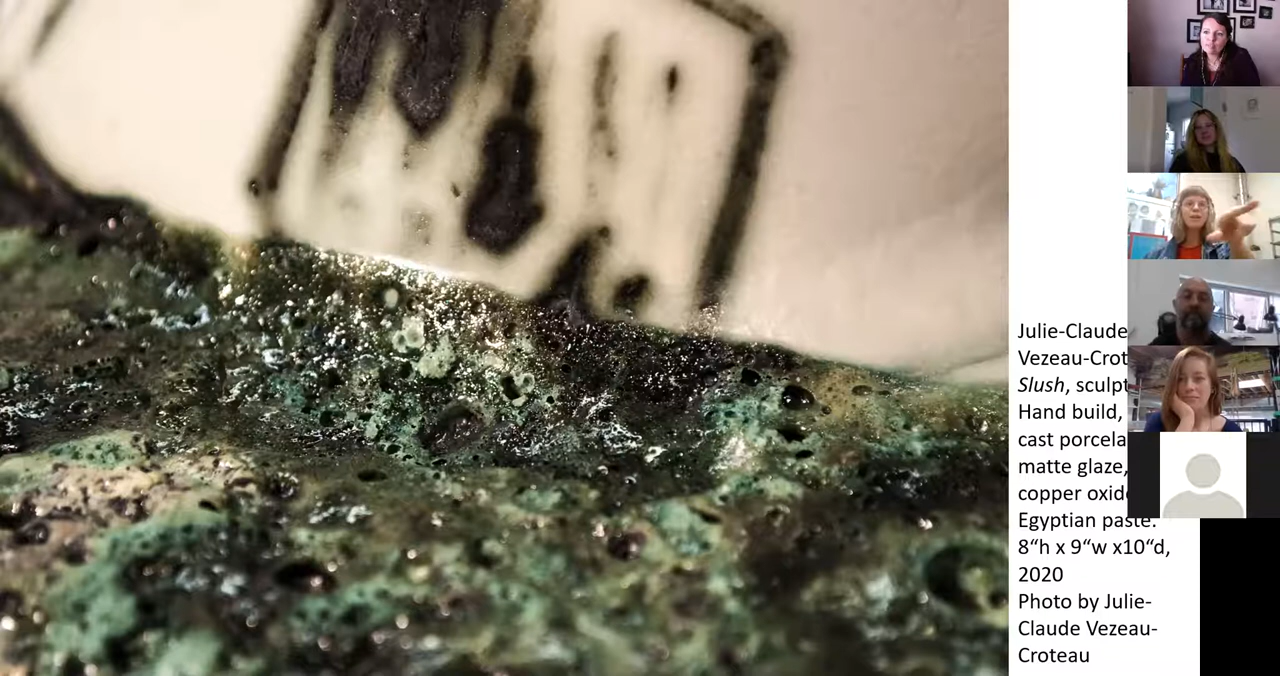 Julie-Claude
Vezeau-Crot
Slush, sculpt
Hand build,
cast porcela
matte glaze,
copper oxid
Egyptian paste.
8“h x 9“w x10“d,
2020
Photo by Julie-
Claude Vezeau-
Croteau